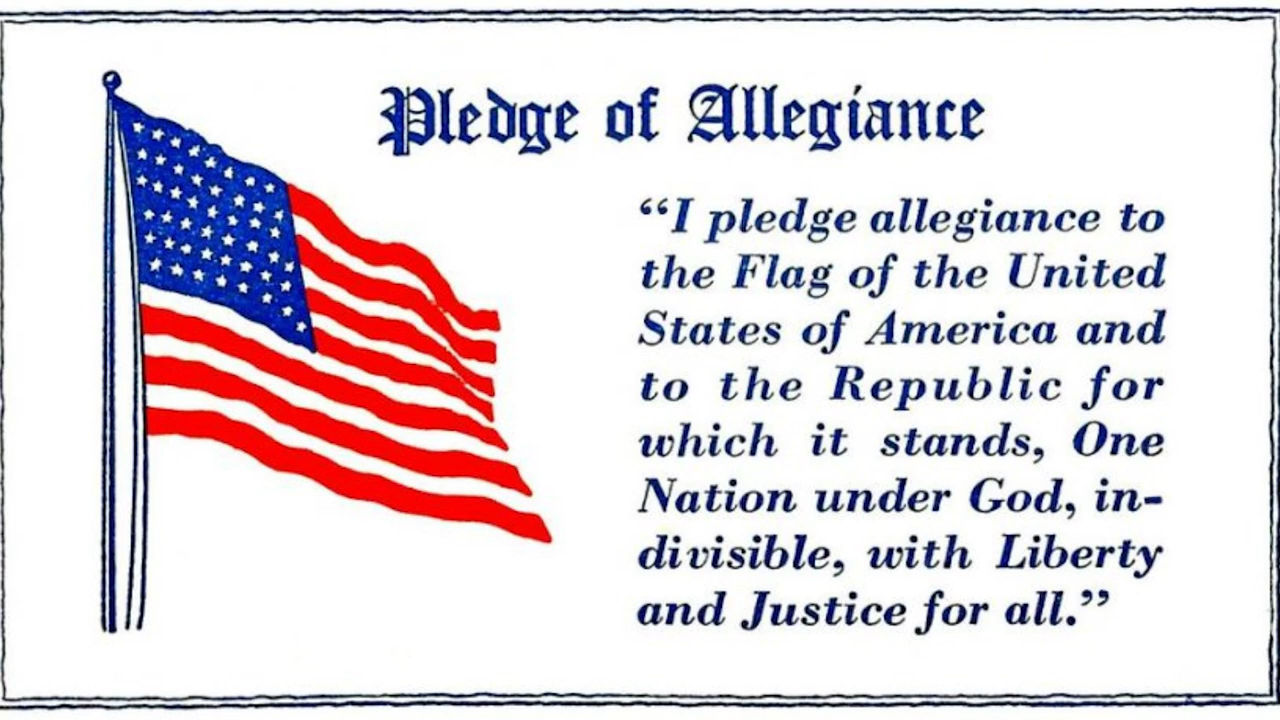 Pledge of Allegiance
“I pledge allegiance to
the Flag of the United
States of America and
to the Republic for
which it stands, One
Nation under God, in-
divisible, with Liberty
and Justice for all.”